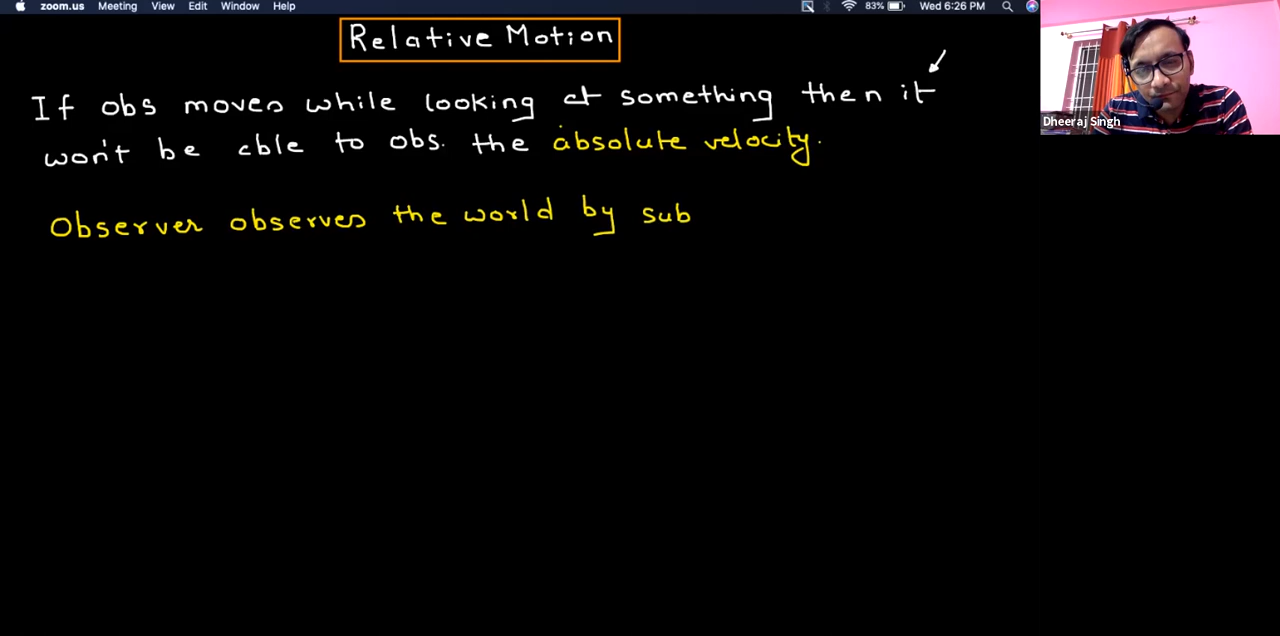 zoom.us Meeting View Edit Window Help 83% Wed 6:26 PM
Relative Motion
If obs moves while looking at something then it
won't be able to obs. the absolute velocity.
Dheeraj Singh
Observer observes the world by sub